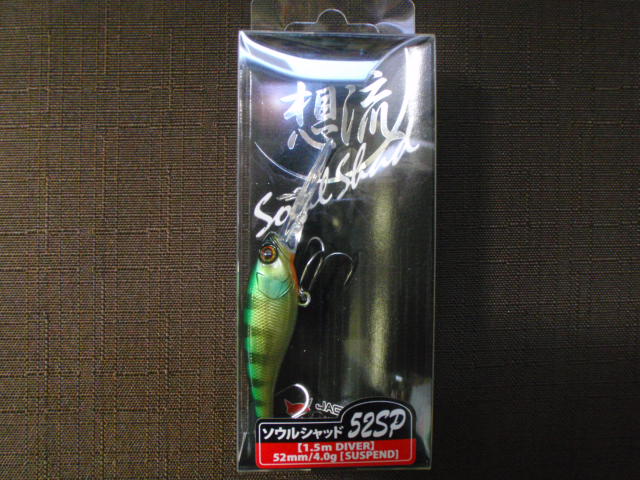 想流
Soul Shad
JAC
ソウルシャッド 52SP
【1.5m DIVER】
52mm/4.0g [SUSPEND]